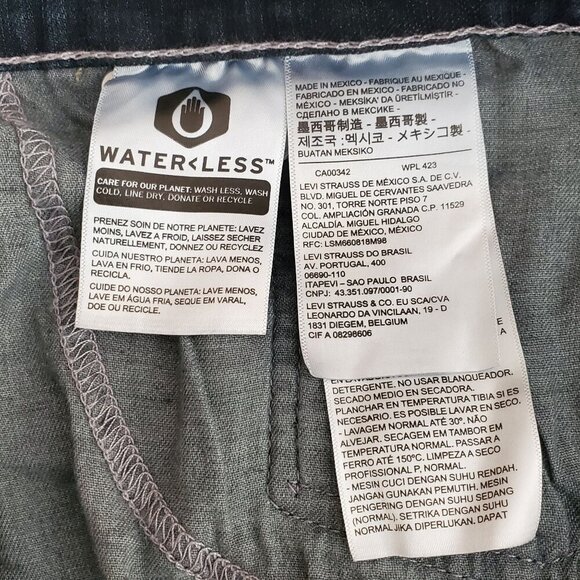 WATER<LESS™
CARE FOR OUR PLANET: WASH LESS, WASH
COLD, LINE DRY, DONATE OR RECYCLE
PRENEZ SOIN DE NOTRE PLANETE: LAVEZ
MOINS, LAVEZ A FROID, LAISSEZ SECHER
NATURELLEMENT, DONNEZ OU RECYCLEZ
CUIDA NUESTRO PLANETA: LAVA MENOS,
LAVA EN FRIO, TIENDE LA ROPA, DONA O
RECICLA.
CUIDE DO NOSSO PLANETA: LAVE MENOS,
LAVE EM ÁGUA FRIA, SEQUE EM VARAL,
DOE OU RECICLE.
MADE IN MEXICO - FABRIQUE AU MEXIQUE -
FABRICADO EN MEXICO - FABRICADO NO
MÉXICO - MEKSİKA' DA ÜRETİLMİŞTİR -
СДЕЛАНО В МЕКСИКЕ -
墨西哥制造 - 墨西哥製 -
제조국 :멕시코 - メキシコ製 -
BUATAN MEKSIKO
CA00342 WPL 423
LEVI STRAUSS DE MÉXICO S.A. DE C.V.
BLVD. MIGUEL DE CERVANTES SAAVEDRA
NO. 301, TORRE NORTE PISO 7
COL. AMPLIACIÓN GRANADA C.P. 11529
ALCALDÍA. MIGUEL HIDALGO
CIUDAD DE MÉXICO, MÉXICO
RFC: LSM660818M98
LEVI STRAUSS DO BRASIL
AV. PORTUGAL, 400
06690-110
ITAPEVI – SAO PAULO BRASIL
CNPJ: 43.351.097/0001-90
LEVI STRAUSS & CO. EU SCA/CVA
LEONARDO DA VINCILAAN, 19 - D
1831 DIEGEM, BELGIUM
CIF A 08298606
E
DETERGENTE. NO USAR BLANQUEADOR.
SECADO MEDIO EN SECADORA.
PLANCHAR EN TEMPERATURA TIBIA SI ES
NECESARIO. ES POSIBLE LAVAR EN SECO.
- LAVAGEM NORMAL ATÉ 30º. NÃO
ALVEJAR. SECAGEM EM TAMBOR EM
TEMPERATURA NORMAL. PASSAR A
FERRO ATÉ 150ºC. LIMPEZA A SECO
PROFISSIONAL P, NORMAL.
- MESIN CUCI DENGAN SUHU RENDAH.
JANGAN GUNAKAN PEMUTIH. MESIN
PENGERING DENGAN SUHU SEDANG
(NORMAL). SETRIKA DENGAN SUHU SEDANG
JIKA DIPERLUKAN. DAPAT